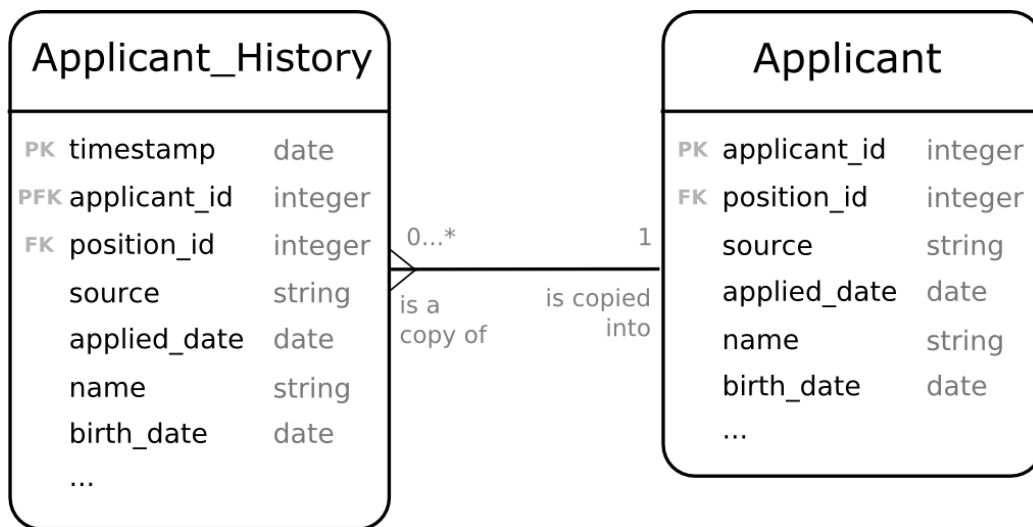 Applicant_History
PK timestamp date
PFK applicant_id integer
FK position_id integer
source string
applied_date date
name string
birth_date date
...
0...*
1
is a
copy of
is copied
into
Applicant
PK applicant_id integer
FK position_id integer
source string
applied_date date
name string
birth_date date
...